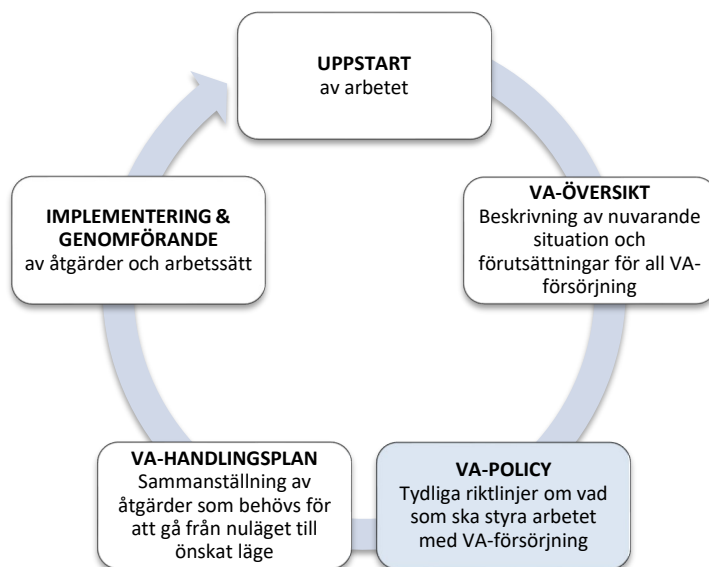 UPPSTART
av arbetet
VA-ÖVERSIKT
Beskrivning av nuvarande
situation och
förutsättningar för all VA-
försörjning
VA-POLICY
Tydliga riktlinjer om vad
som ska styra arbetet
med VA-försörjning
VA-HANDLINGSPLAN
Sammanställning av
åtgärder som behövs för
att gå från nuläget till
önskat läge
IMPLEMENTERING &
GENOMFÖRANDE
av åtgärder och arbetssätt